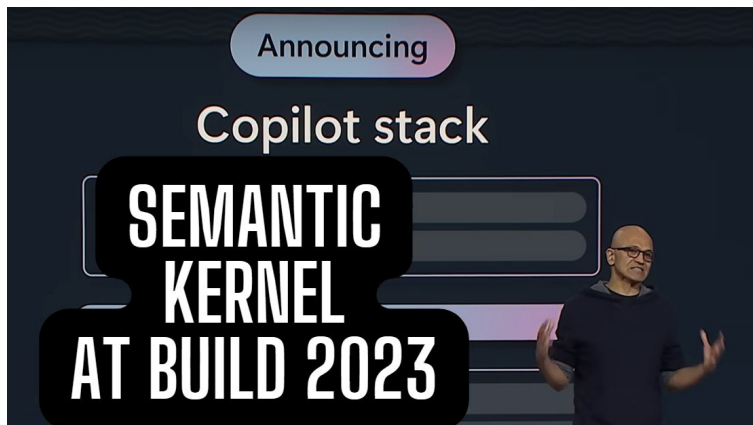 Announcing
Copilot stack
SEMANTIC
KERNEL
AT BUILD 2023